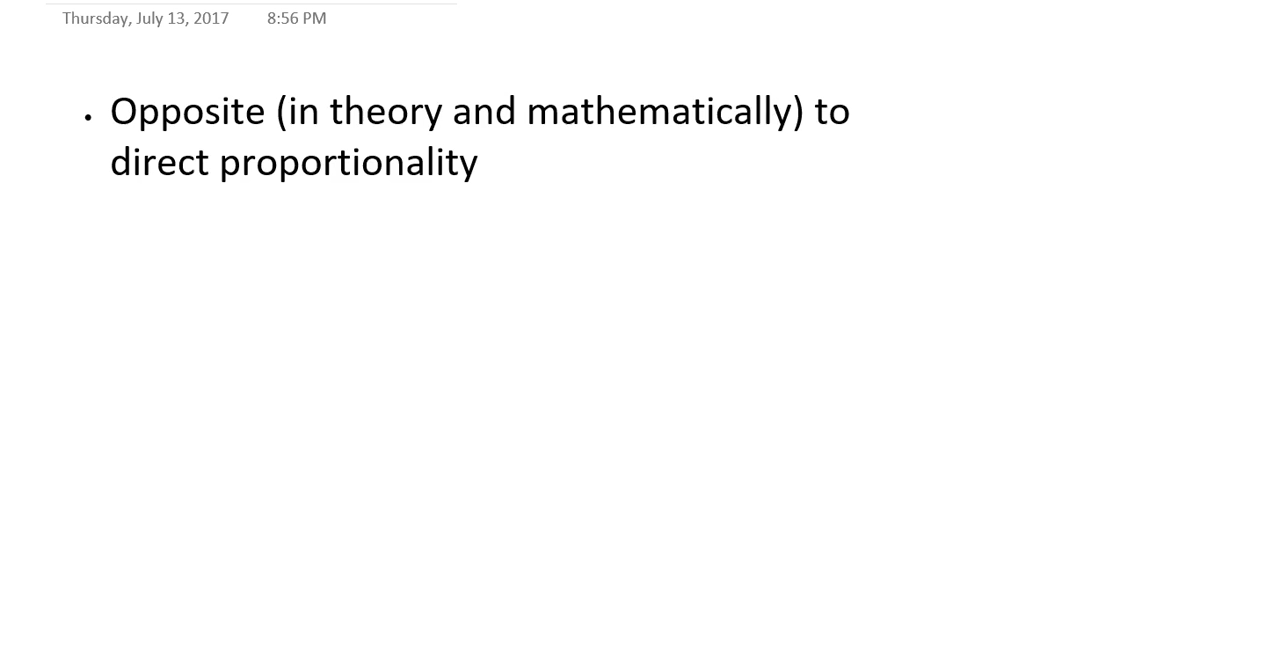 Thursday, July 13, 2017 8:56 PM
• Opposite (in theory and mathematically) to
direct proportionality